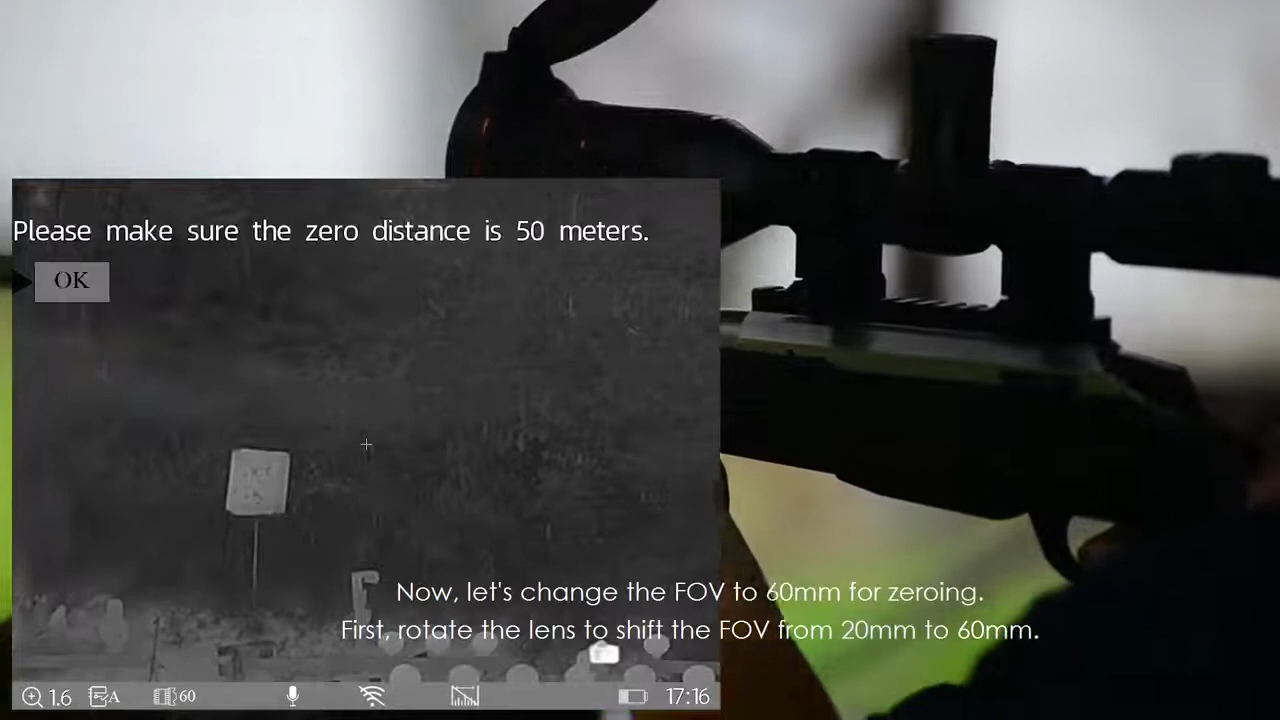 Please make sure the zero distance is 50 meters.
OK
Now, let's change the FOV to 60mm for zeroing.
First, rotate the lens to shift the FOV from 20mm to 60mm.
1.6 A 60 17:16